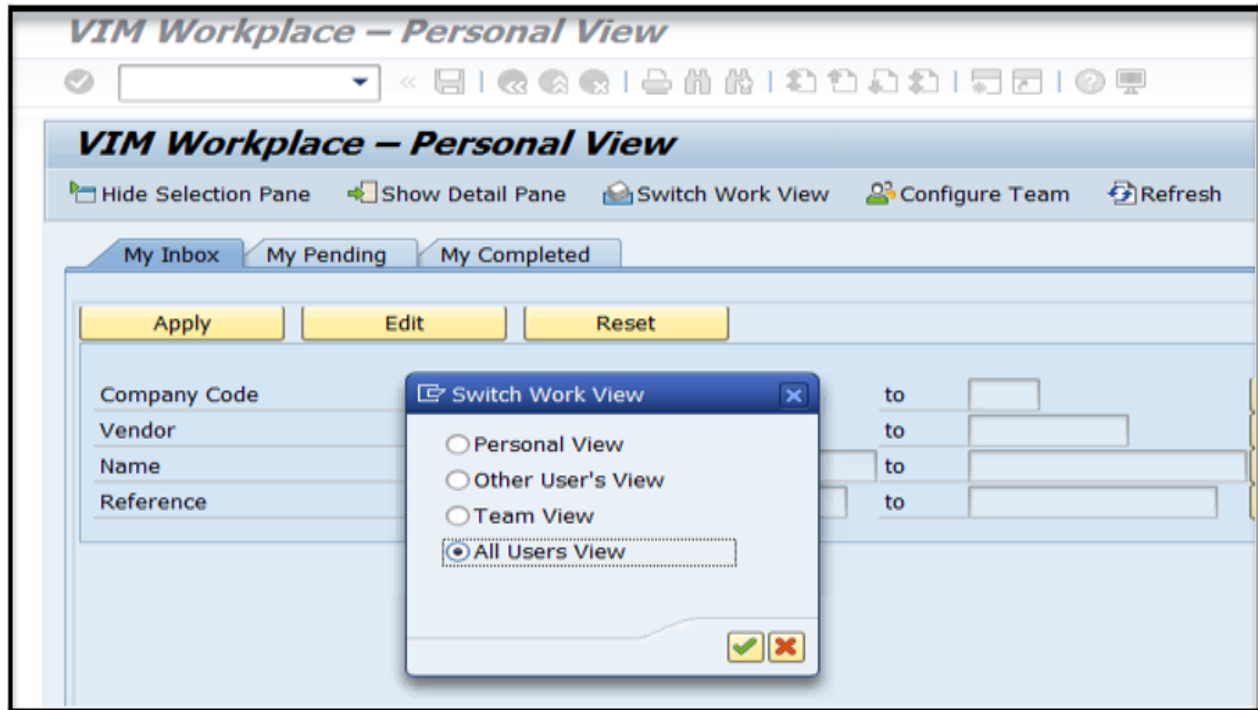 VIM Workplace – Personal View
VIM Workplace – Personal View
Hide Selection Pane Show Detail Pane Switch Work View Configure Team Refresh
My Inbox My Pending My Completed
Apply Edit Reset
Company Code to
Vendor to
Name to
Reference to
Switch Work View
Personal View
Other User's View
Team View
All Users View